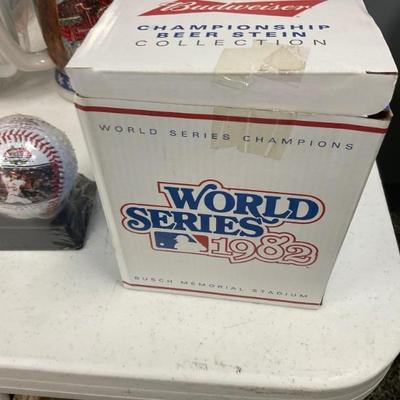 Budweiser
CHAMPIONSHIP
BEER STEIN
COLLECTION
WORLD SERIES CHAMPIONS
WORLD
SERIES
1982
BUSCH MEMORIAL STADIUM